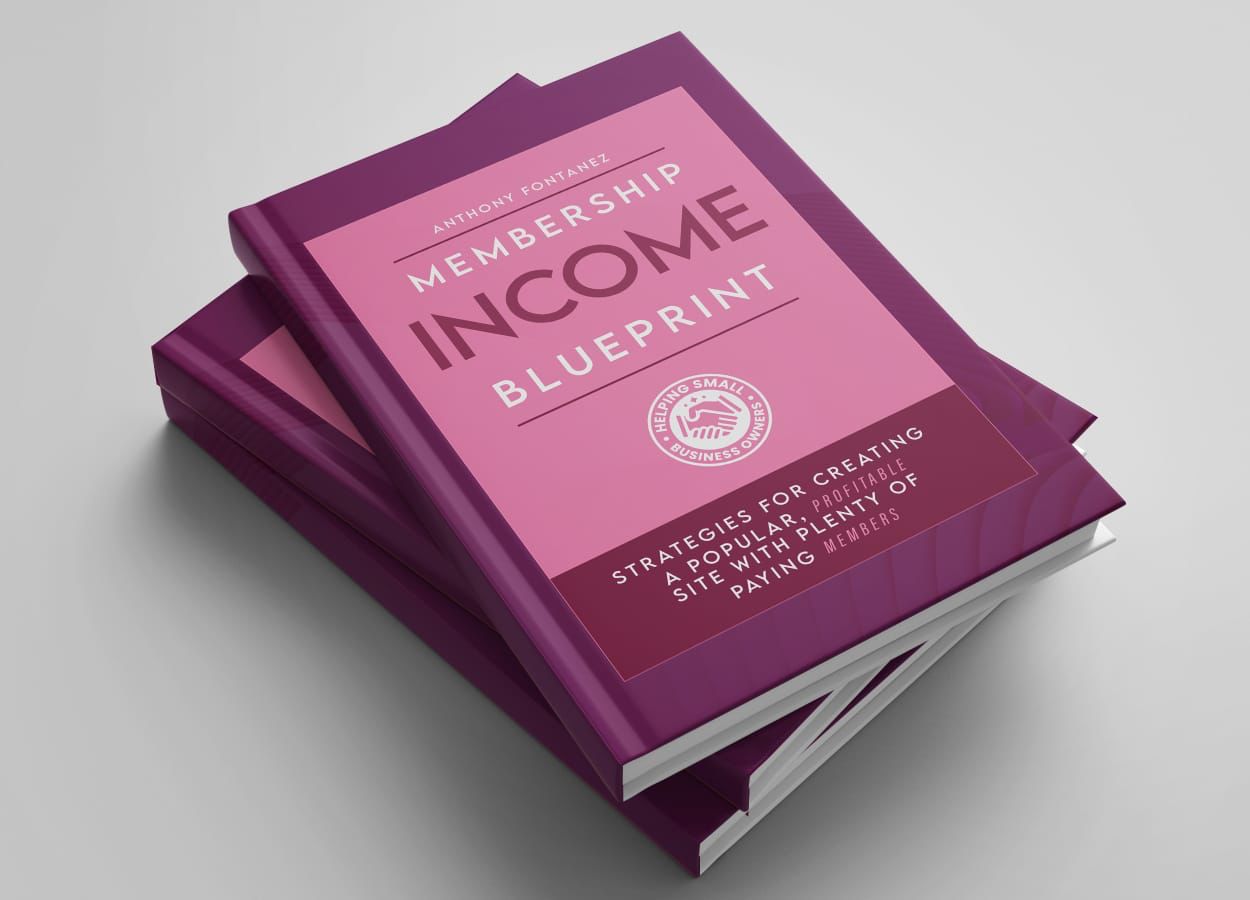 ANTHONY FONTANEZ
MEMBERSHIP
INCOME
BLUEPRINT
HELPING SMALL
BUSINESS OWNERS
STRATEGIES FOR CREATING
A POPULAR, PROFITABLE
SITE WITH PLENTY OF
PAYING MEMBERS